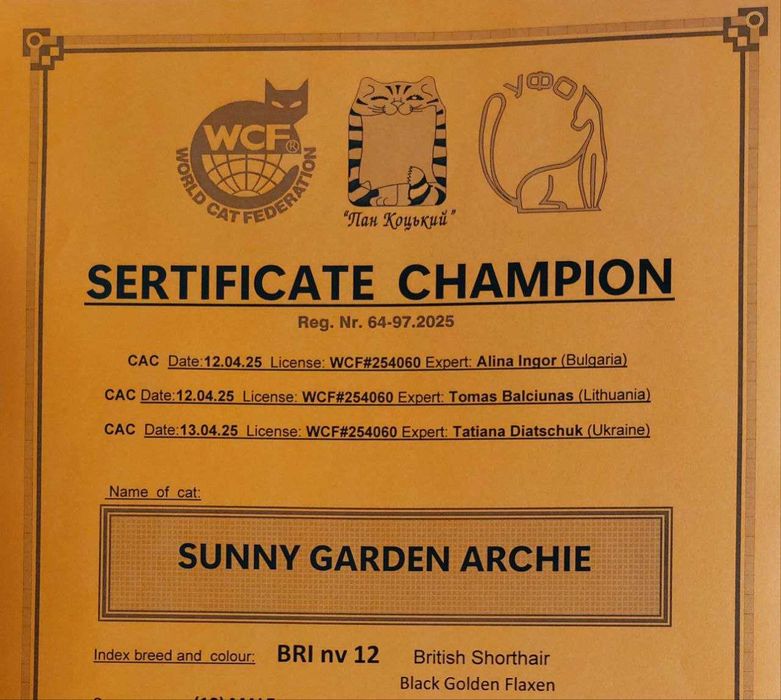 WCF®
WORLD CAT FEDERATION
"Пан Коцький"
УФО
SERTIFICATE CHAMPION
Reg. Nr. 64-97.2025
CAC Date:12.04.25 License: WCF#254060 Expert: Alina Ingor (Bulgaria)
CAC Date:12.04.25 License: WCF#254060 Expert: Tomas Balciunas (Lithuania)
CAC Date:13.04.25 License: WCF#254060 Expert: Tatiana Diatschuk (Ukraine)
Name of cat:
SUNNY GARDEN ARCHIE
Index breed and colour: BRI nv 12 British Shorthair
Black Golden Flaxen